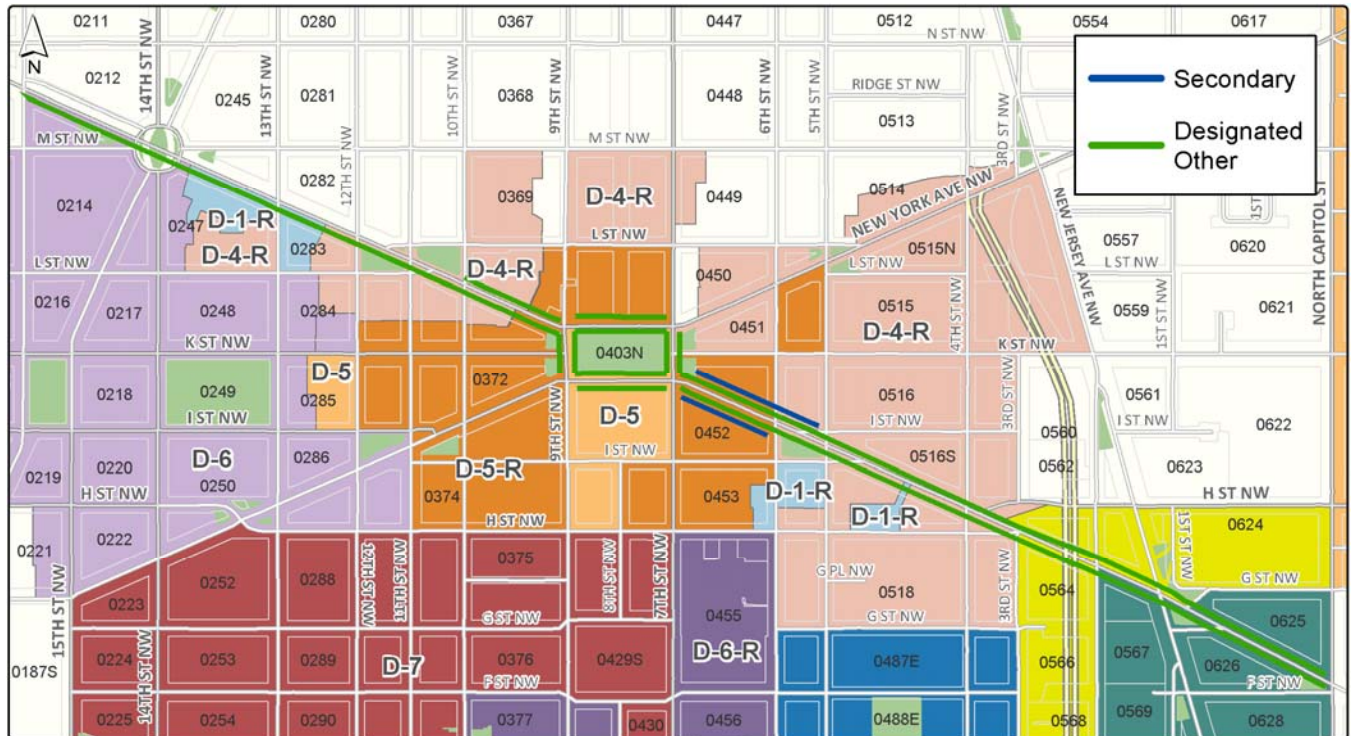 0211
14TH ST NW
0280
0367
0447
0512
0554
0617
N ST NW
N
0212
0245
13TH ST NW
0281
10TH ST NW
0368
9TH ST NW
0448
6TH ST NW
5TH ST NW
RIDGE ST NW
0513
3RD ST NW
Secondary
Designated
Other
M ST NW
M ST NW
0282
12TH ST NW
0214
0247
D-1-R
0283
D-4-R
0369
D-4-R
0449
0514
NEW YORK AVE NW
NEW JERSEY AVE NW
0557
L ST NW
1ST
0620
NORTH CAPITOL ST
L ST NW
L ST NW
D-4-R
0450
L ST NW
0515N
0216
0217
0248
0284
0451
0515
D-4-R
4TH ST NW
0559
1ST ST NW
0621
K ST NW
0403N
K ST NW
0218
0249
D-5
0285
0372
D-5
0516
3RD ST NW
0561
I ST NW
0622
I ST NW
0452
I ST NW
I ST NW
0219
0220
D-6
0250
0286
D-5-R
9TH ST NW
0516S
0560
0562
0623
H ST NW
0374
0453
D-1-R
D-1-R
H ST NW
H ST NW
0221
0222
0624
15TH ST NW
0223
0252
0288
12TH ST NW
11TH ST NW
0375
8TH ST NW
7TH ST NW
0455
G PL NW
0518
3RD ST NW
0564
1ST ST NW
G ST NW
G ST NW
G ST NW
0625
0187S
0224
14TH ST NW
0253
0289
D-7
0376
0429S
D-6-R
0487E
0566
0567
0626
F ST NW
F ST NW
0225
0254
0290
0377
0430
0456
0488E
0568
0569
0628